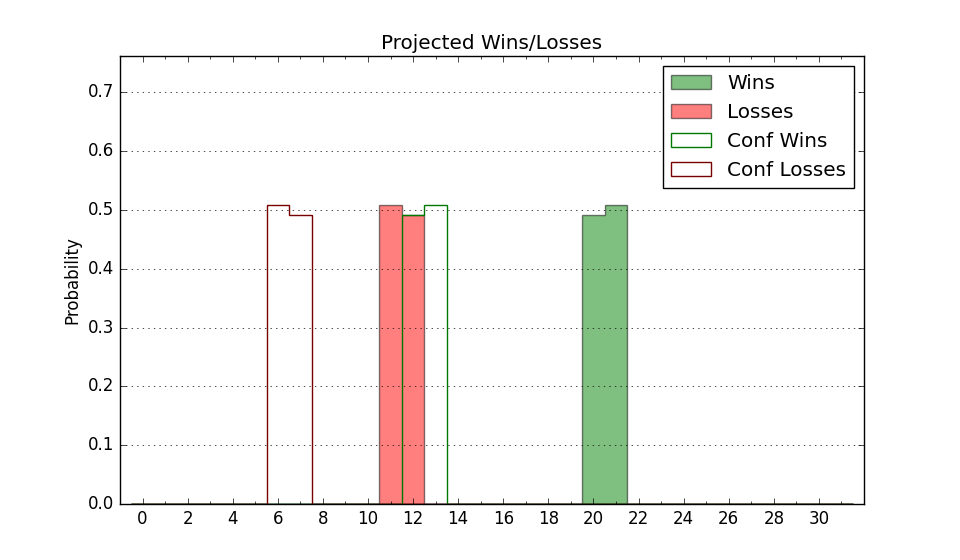 Projected Wins/Losses
Wins
Losses
Conf Wins
Conf Losses
Probability
0.7
0.6
0.5
0.4
0.3
0.2
0.1
0.0
0 2 4 6 8 10 12 14 16 18 20 22 24 26 28 30